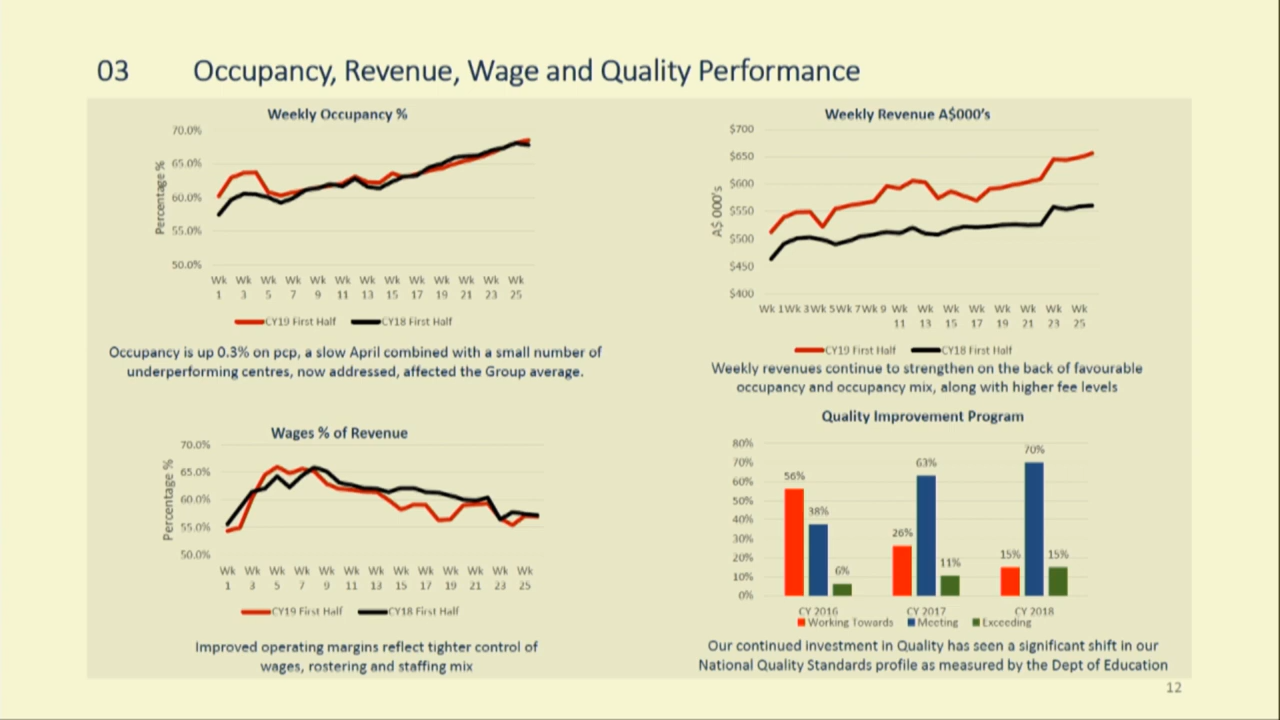 03 Occupancy, Revenue, Wage and Quality Performance
Weekly Occupancy %
70.0%
65.0%
60.0%
55.0%
50.0%
Percentage %
Wk 1 Wk 3 Wk 5 Wk 7 Wk 9 Wk 11 Wk 13 Wk 15 Wk 17 Wk 19 Wk 21 Wk 23 Wk 25
CY19 First Half CY18 First Half
Occupancy is up 0.3% on pcp, a slow April combined with a small number of
underperforming centres, now addressed, affected the Group average.
Weekly Revenue A$000's
$700
$650
$600
$550
$500
$450
$400
A$ 000's
Wk 1 Wk 3 Wk 5 Wk 7 Wk 9 Wk 11 Wk 13 Wk 15 Wk 17 Wk 19 Wk 21 Wk 23 Wk 25
CY19 First Half CY18 First Half
Weekly revenues continue to strengthen on the back of favourable
occupancy and occupancy mix, along with higher fee levels
Wages % of Revenue
70.0%
65.0%
60.0%
55.0%
50.0%
Percentage %
Wk 1 Wk 3 Wk 5 Wk 7 Wk 9 Wk 11 Wk 13 Wk 15 Wk 17 Wk 19 Wk 21 Wk 23 Wk 25
CY19 First Half CY18 First Half
Improved operating margins reflect tighter control of
wages, rostering and staffing mix
Quality Improvement Program
80%
70%
60%
50%
40%
30%
20%
10%
0%
56% 38% 6%
26% 63% 11%
15% 70% 15%
CY 2016 CY 2017 CY 2018
Working Towards Meeting Exceeding
Our continued investment in Quality has seen a significant shift in our
National Quality Standards profile as measured by the Dept of Education
12